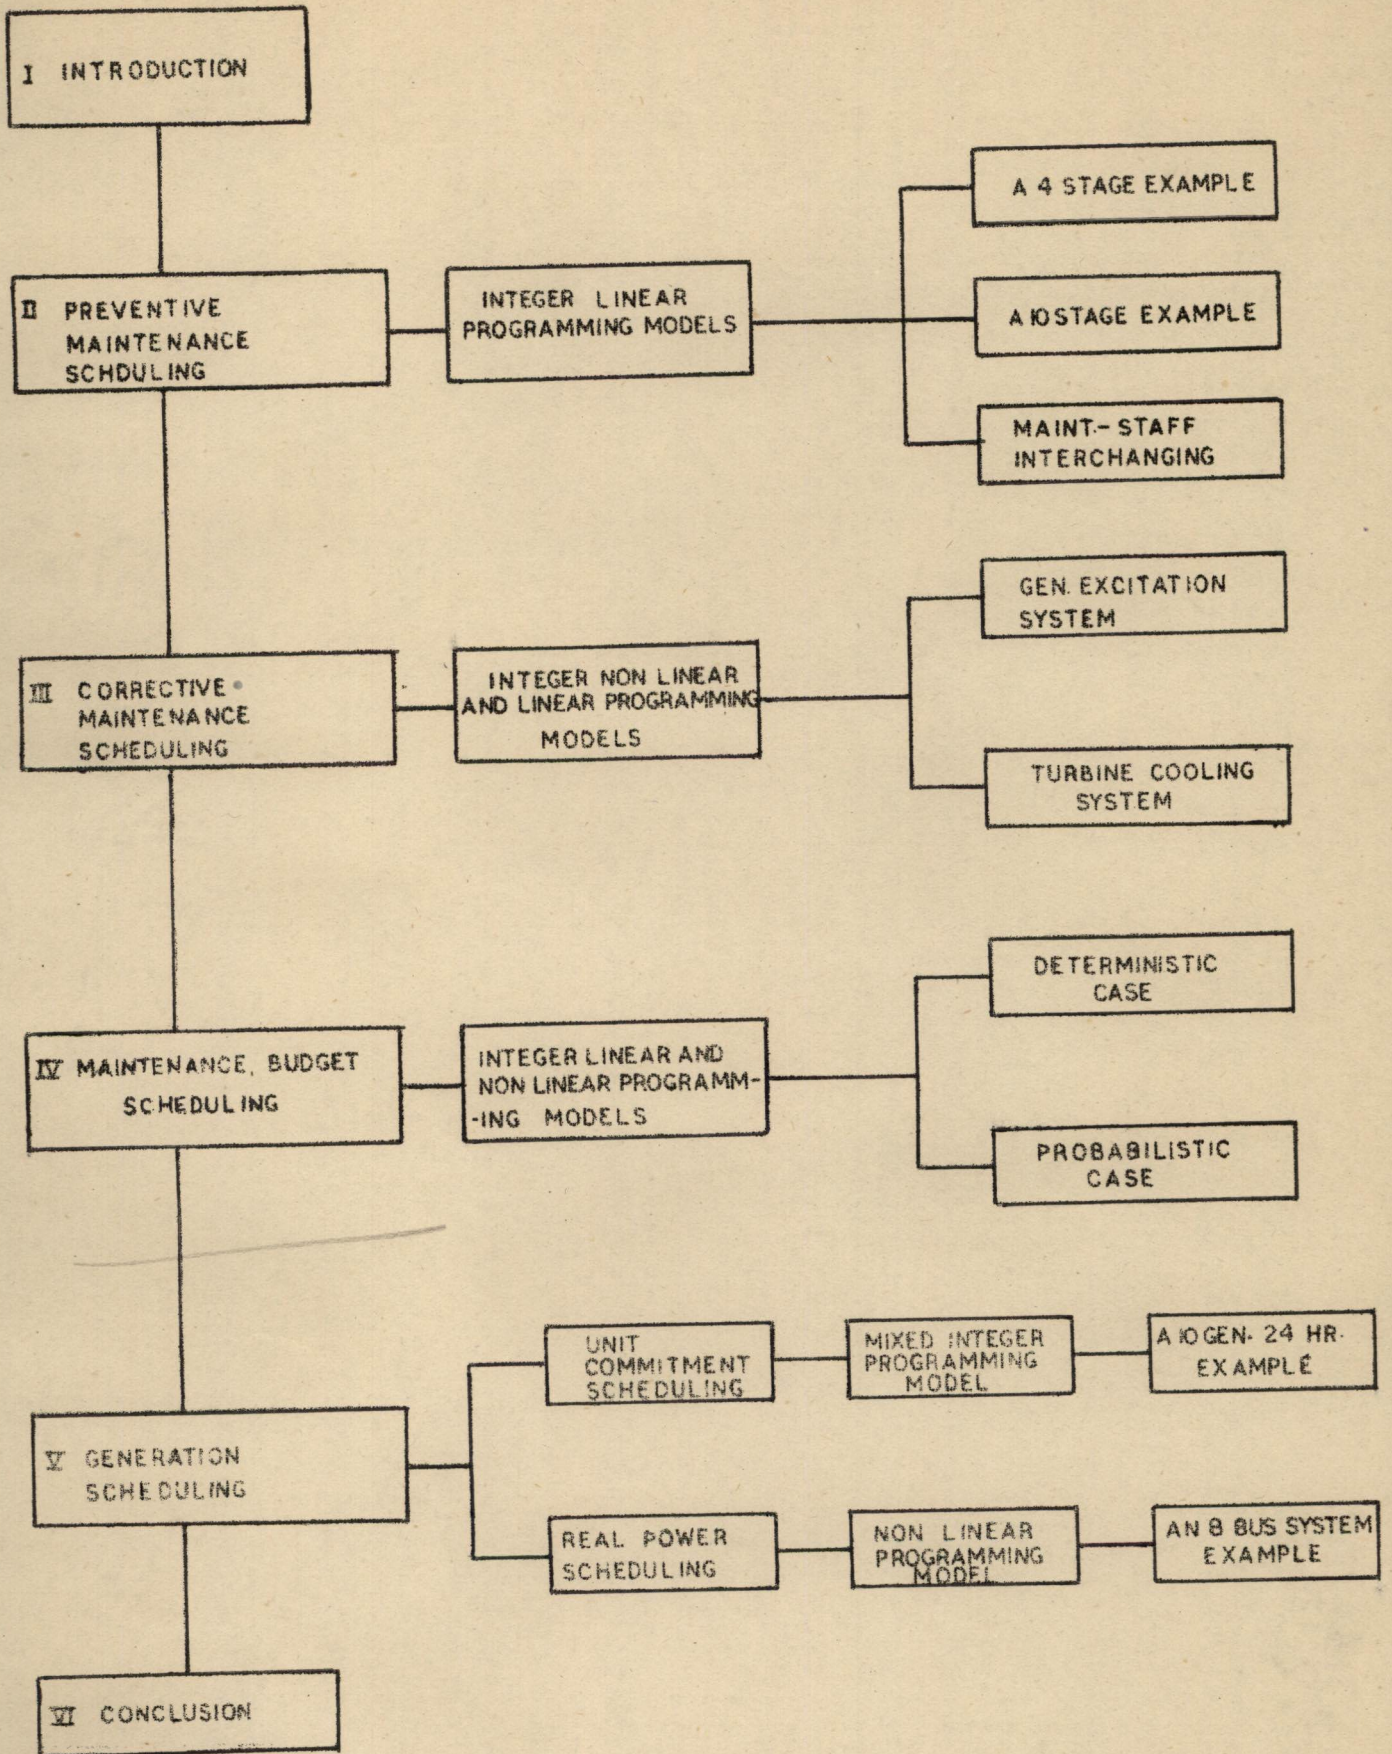 I INTRODUCTION
A 4 STAGE EXAMPLE
II PREVENTIVE
MAINTENANCE
SCHDULING
INTEGER LINEAR
PROGRAMMING MODELS
A 10 STAGE EXAMPLE
MAINT.- STAFF
INTERCHANGING
III CORRECTIVE
MAINTENANCE
SCHEDULING
INTEGER NON LINEAR
AND LINEAR PROGRAMMING
MODELS
GEN. EXCITATION
SYSTEM
TURBINE COOLING
SYSTEM
IV MAINTENANCE, BUDGET
SCHEDULING
INTEGER LINEAR AND
NON LINEAR PROGRAMM-
-ING MODELS
DETERMINISTIC
CASE
PROBABILISTIC
CASE
V GENERATION
SCHEDULING
UNIT
COMMITMENT
SCHEDULING
MIXED INTEGER
PROGRAMMING
MODEL
A 10 GEN. 24 HR.
EXAMPLE
REAL POWER
SCHEDULING
NON LINEAR
PROGRAMMING
MODEL
AN 8 BUS SYSTEM
EXAMPLE
VI CONCLUSION